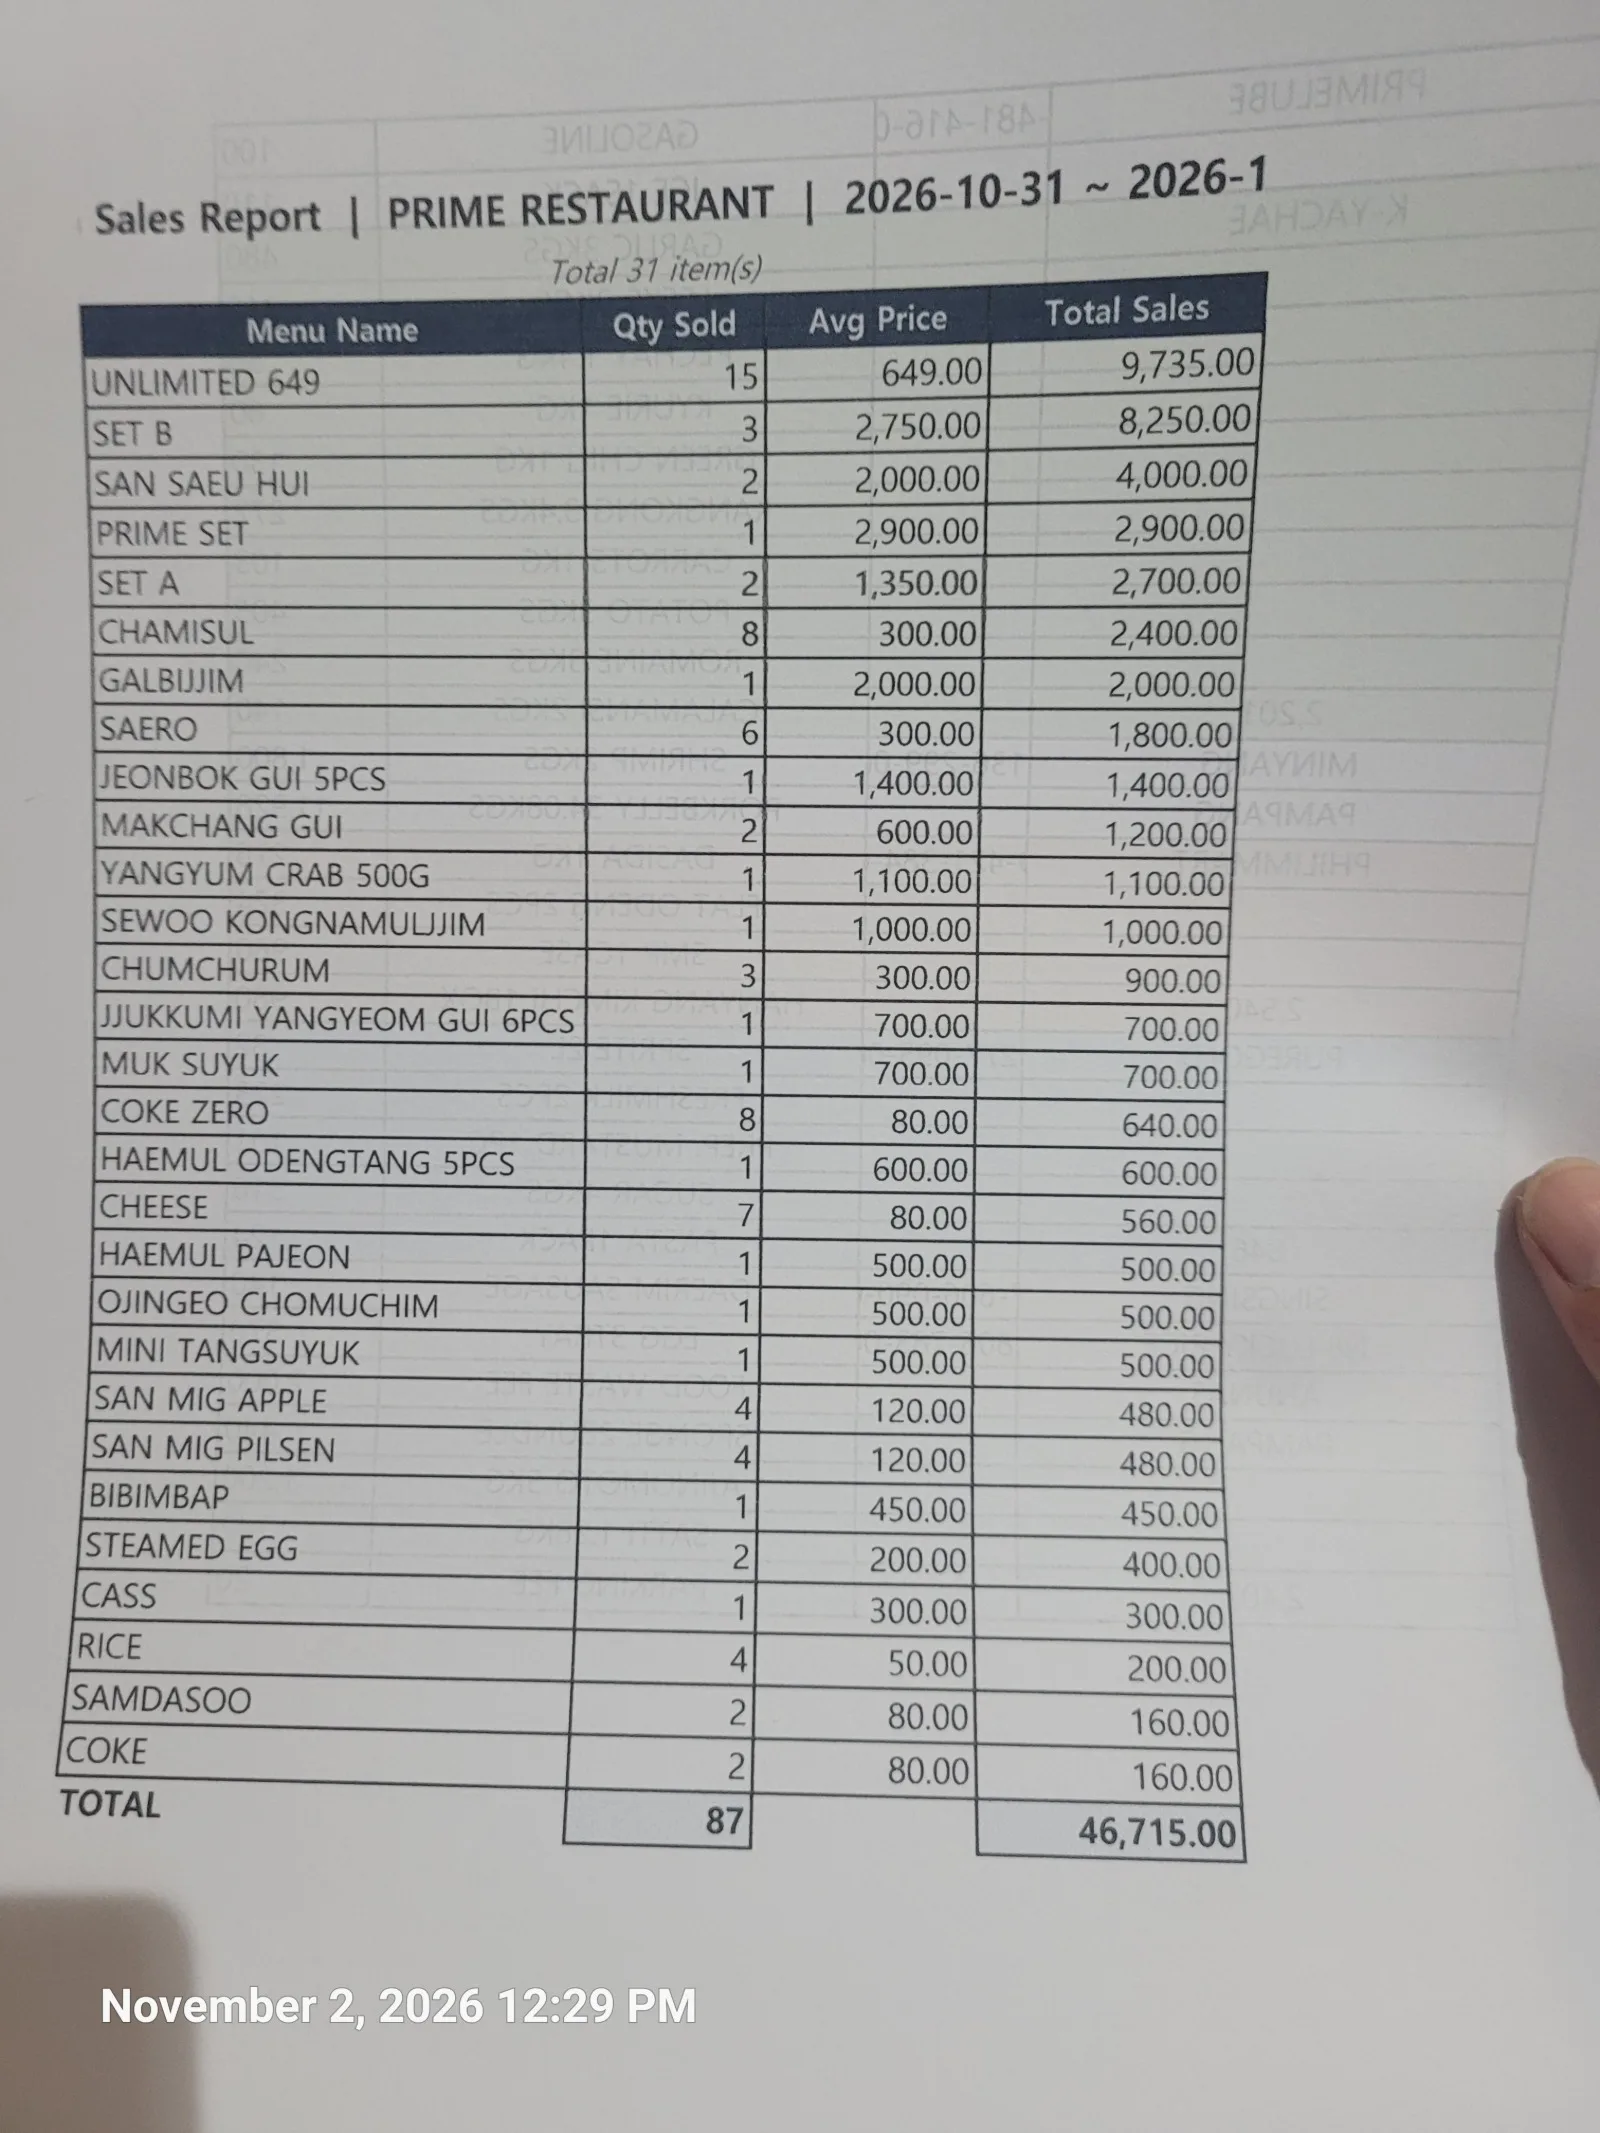 Sales Report | PRIME RESTAURANT | 2026-10-31 ~ 2026-1
Total 31 item(s)
Menu Name Qty Sold Avg Price Total Sales
UNLIMITED 649 15 649.00 9,735.00
SET B 3 2,750.00 8,250.00
SAN SAEU HUI 2 2,000.00 4,000.00
PRIME SET 1 2,900.00 2,900.00
SET A 2 1,350.00 2,700.00
CHAMISUL 8 300.00 2,400.00
GALBIJJIM 1 2,000.00 2,000.00
SAERO 6 300.00 1,800.00
JEONBOK GUI 5PCS 1 1,400.00 1,400.00
MAKCHANG GUI 2 600.00 1,200.00
YANGYUM CRAB 500G 1 1,100.00 1,100.00
SEWOO KONGNAMULJJIM 1 1,000.00 1,000.00
CHUMCHURUM 3 300.00 900.00
JJUKKUMI YANGYEOM GUI 6PCS 1 700.00 700.00
MUK SUYUK 1 700.00 700.00
COKE ZERO 8 80.00 640.00
HAEMUL ODENGTANG 5PCS 1 600.00 600.00
CHEESE 7 80.00 560.00
HAEMUL PAJEON 1 500.00 500.00
OJINGEO CHOMUCHIM 1 500.00 500.00
MINI TANGSUYUK 1 500.00 500.00
SAN MIG APPLE 4 120.00 480.00
SAN MIG PILSEN 4 120.00 480.00
BIBIMBAP 1 450.00 450.00
STEAMED EGG 2 200.00 400.00
CASS 1 300.00 300.00
RICE 4 50.00 200.00
SAMDASOO 2 80.00 160.00
COKE 2 80.00 160.00
TOTAL 87 46,715.00
November 2, 2026 12:29 PM